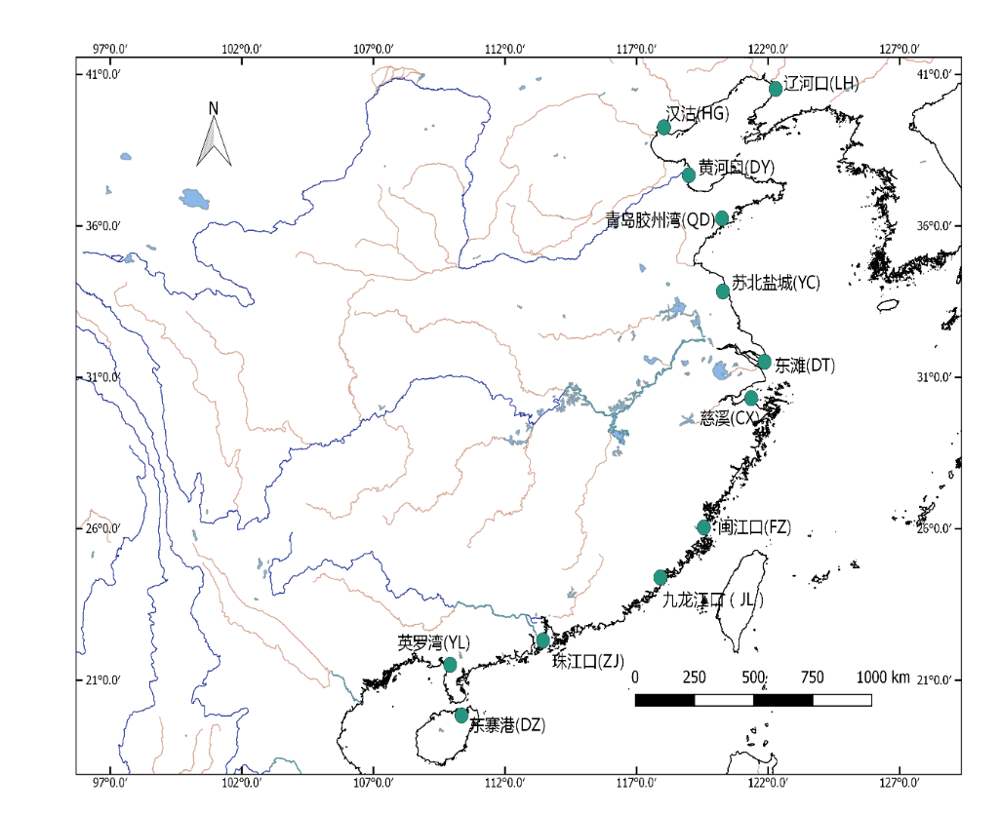 97°0.0′ 102°0.0′ 107°0.0′ 112°0.0′ 117°0.0′ 122°0.0′ 127°0.0′
41°0.0′ 41°0.0′
辽河口(LH)
N
汉沽(HG)
黄河口(DY)
青岛胶州湾(QD)
36°0.0′ 36°0.0′
苏北盐城(YC)
东滩(DT)
31°0.0′ 31°0.0′
慈溪(CX)
闽江口(FZ)
26°0.0′ 26°0.0′
九龙江口（JL）
英罗湾(YL)
珠江口(ZJ)
0 250 500 750 1000 km
21°0.0′ 21°0.0′
东寨港(DZ)
97°0.0′ 102°0.0′ 107°0.0′ 112°0.0′ 117°0.0′ 122°0.0′ 127°0.0′